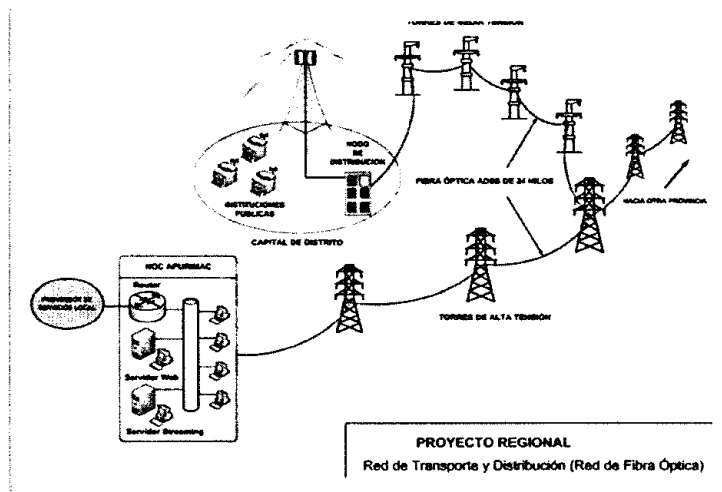 TORRES DE MEDIA TENSIÓN
NODO
DE
DISTRIBUCIÓN
INSTITUCIONES
PUBLICAS
CAPITAL DE DISTRITO
FIBRA ÓPTICA ADSS DE 24 HILOS
HACIA OTRA PROVINCIA
NOC APURIMAC
Router
PROVEEDOR DE
SERVICIO LOCAL
Servidor Web
Servidor Streaming
TORRES DE ALTA TENSIÓN
PROYECTO REGIONAL
Red de Transporte y Distribución (Red de Fibra Óptica)